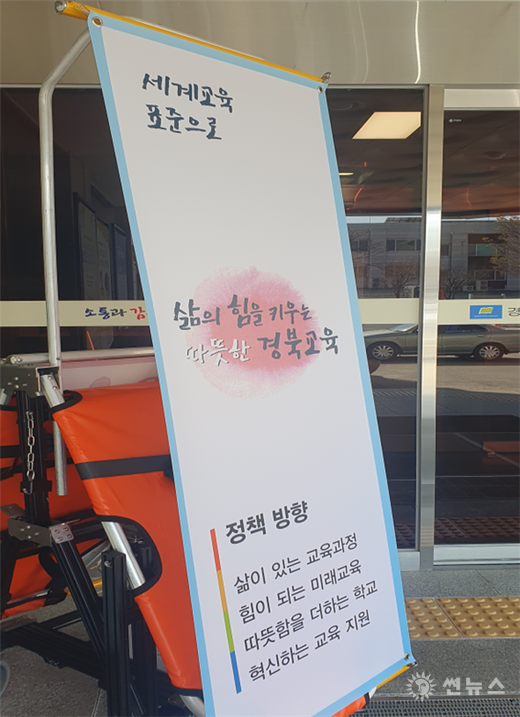 세계교육
표준으로
삶의 힘을 키우는
따뜻한 경북교육
소통과 감
경
정책 방향
삶이 있는 교육과정
힘이 되는 미래교육
따뜻함을 더하는 학교
혁신하는 교육 지원
썬뉴스